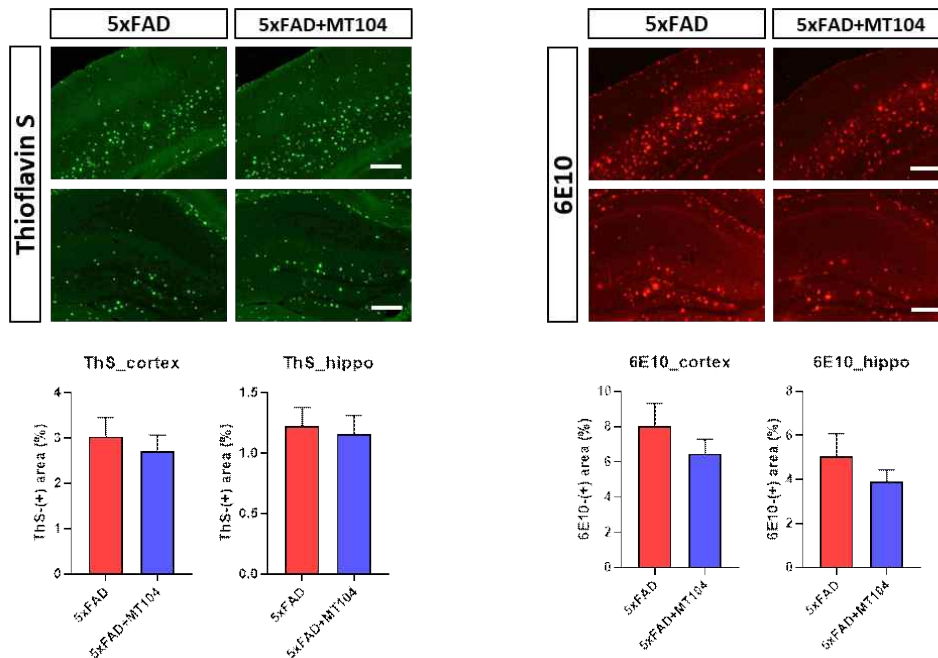 5xFAD
5xFAD+MT104
Thioflavin S
5xFAD
5xFAD+MT104
6E10
ThS_cortex
ThS-(+) area (%)
4
3
2
1
0
5xFAD
5xFAD+MT104
ThS_hippo
ThS-(+) area (%)
1.5
1.0
0.5
0.0
5xFAD
5xFAD+MT104
6E10_cortex
6E10-(+) area (%)
10
8
6
4
2
0
5xFAD
5xFAD+MT104
6E10_hippo
6E10-(+) area (%)
8
6
4
2
0
5xFAD
5xFAD+MT104